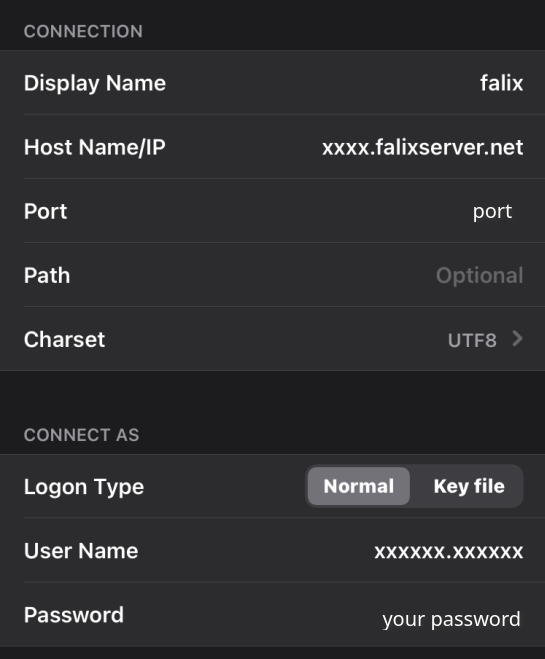 CONNECTION
Display Name falix
Host Name/IP xxxx.falixserver.net
Port port
Path Optional
Charset UTF8
CONNECT AS
Logon Type Normal Key file
User Name xxxxxx.xxxxxx
Password your password